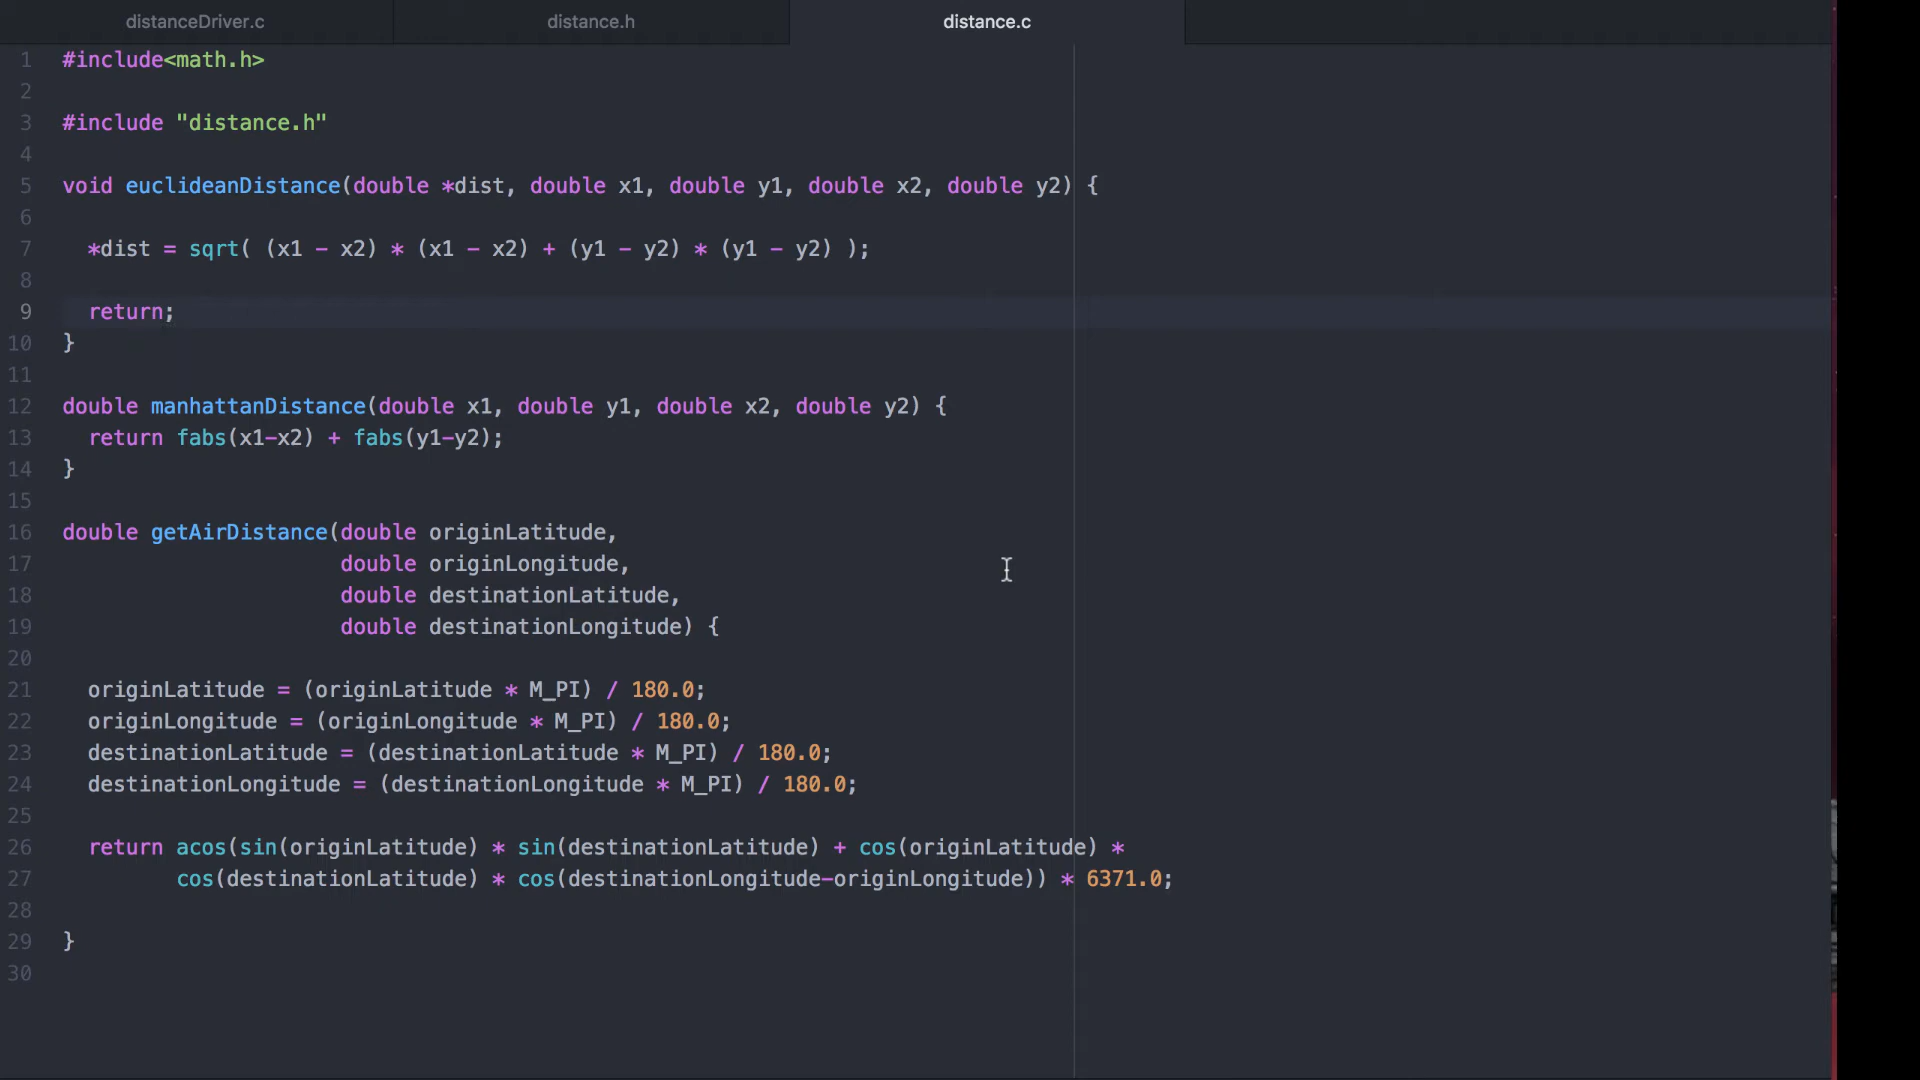 distanceDriver.c
distance.h
distance.c
1 #include<math.h>
2
3 #include "distance.h"
4
5 void euclideanDistance(double *dist, double x1, double y1, double x2, double y2) {
6
7   *dist = sqrt( (x1 - x2) * (x1 - x2) + (y1 - y2) * (y1 - y2) );
8
9   return;
10 }
11
12 double manhattanDistance(double x1, double y1, double x2, double y2) {
13   return fabs(x1-x2) + fabs(y1-y2);
14 }
15
16 double getAirDistance(double originLatitude,
17                       double originLongitude,
18                       double destinationLatitude,
19                       double destinationLongitude) {
20
21   originLatitude = (originLatitude * M_PI) / 180.0;
22   originLongitude = (originLongitude * M_PI) / 180.0;
23   destinationLatitude = (destinationLatitude * M_PI) / 180.0;
24   destinationLongitude = (destinationLongitude * M_PI) / 180.0;
25
26   return acos(sin(originLatitude) * sin(destinationLatitude) + cos(originLatitude) *
27          cos(destinationLatitude) * cos(destinationLongitude-originLongitude)) * 6371.0;
28
29 }
30